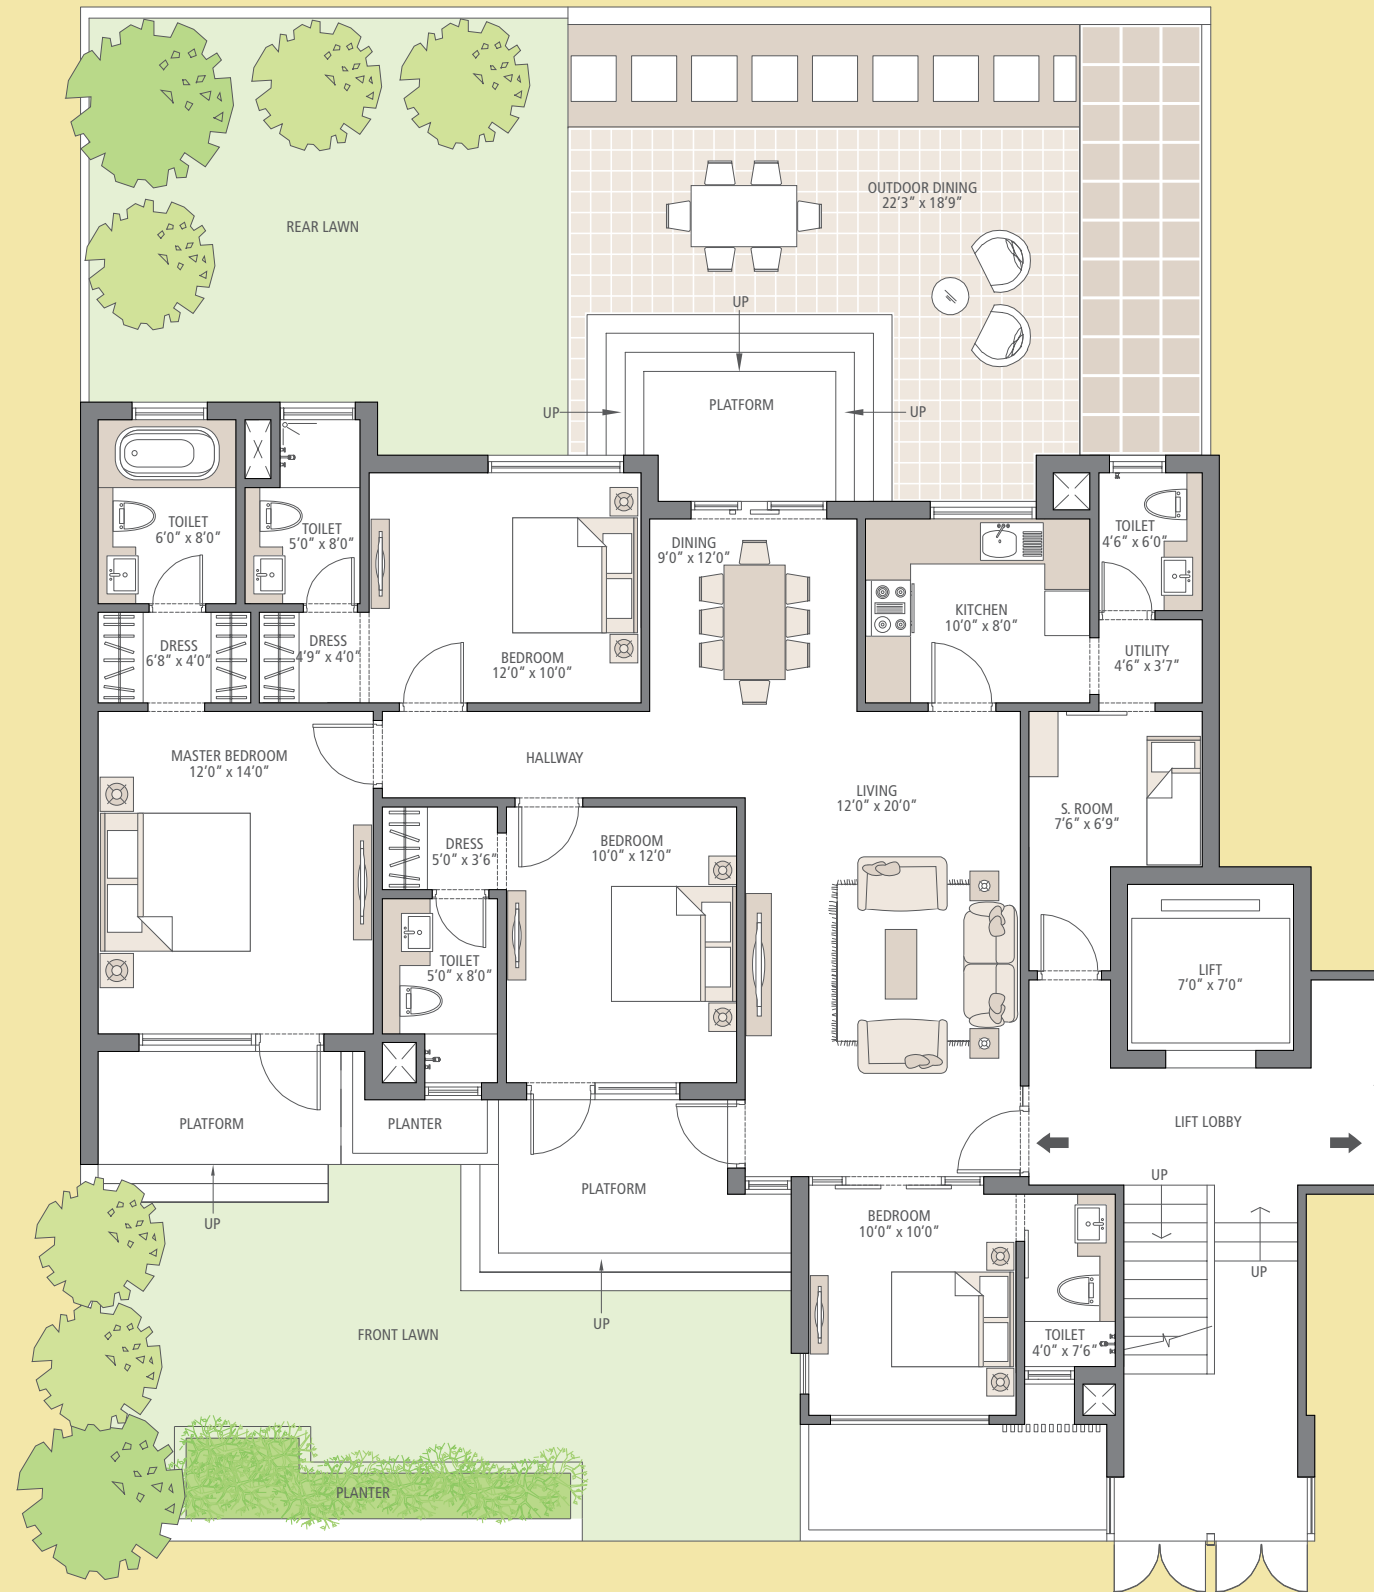 OUTDOOR DINING
22'3" x 18'9"
REAR LAWN
UP
PLATFORM
UP
UP
TOILET
6'0" x 8'0"
TOILET
5'0" x 8'0"
DINING
9'0" x 12'0"
TOILET
4'6" x 6'0"
KITCHEN
10'0" x 8'0"
DRESS
6'8" x 4'0"
DRESS
4'9" x 4'0"
BEDROOM
12'0" x 10'0"
UTILITY
4'6" x 3'7"
MASTER BEDROOM
12'0" x 14'0"
HALLWAY
LIVING
12'0" x 20'0"
S. ROOM
7'6" x 6'9"
DRESS
5'0" x 3'6"
BEDROOM
10'0" x 12'0"
TOILET
5'0" x 8'0"
LIFT
7'0" x 7'0"
PLATFORM
PLANTER
LIFT LOBBY
PLATFORM
UP
UP
BEDROOM
10'0" x 10'0"
UP
UP
UP
FRONT LAWN
TOILET
4'0" x 7'6"
PLANTER